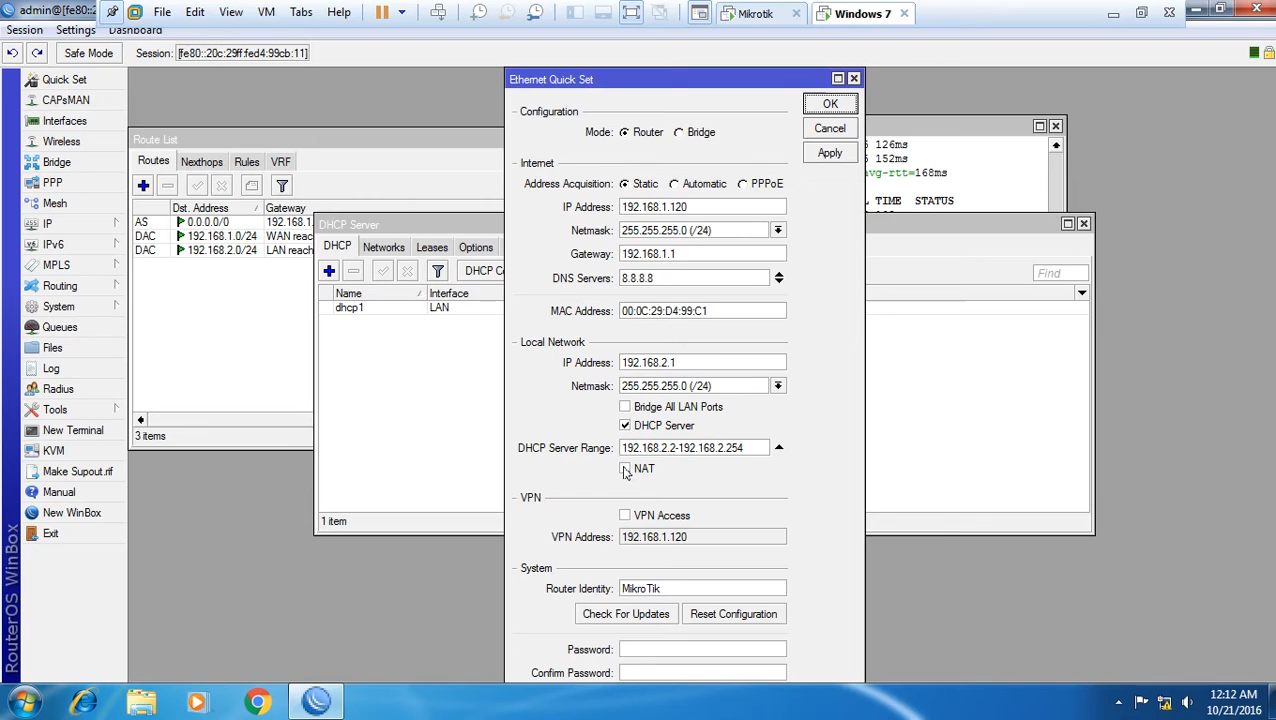 admin@[fe80::2
File Edit View VM Tabs Help
Mikrotik
Windows 7
Session Settings Dashboard
Safe Mode Session: [fe80::20c:29ff:fed4:99cb:11]
Quick Set
CAPsMAN
Interfaces
Wireless
Bridge
PPP
Mesh
IP
IPv6
MPLS
Routing
System
Queues
Files
Log
Radius
Tools
New Terminal
KVM
Make Supout.rif
Manual
New WinBox
Exit
RouterOS WinBox
Route List
Routes Nexthops Rules VRF
Dst. Address Gateway
AS 0.0.0.0/0 192.168.1.
DAC 192.168.1.0/24 WAN reach
DAC 192.168.2.0/24 LAN reach
3 items
DHCP Server
DHCP Networks Leases Options
DHCP Co
Find
Name Interface
dhcp1 LAN
1 item
126ms
152ms
avg-rtt=168ms
TIME STATUS
Ethernet Quick Set
OK
Cancel
Apply
Configuration
Mode: Router Bridge
Internet
Address Acquisition: Static Automatic PPPoE
IP Address: 192.168.1.120
Netmask: 255.255.255.0 (/24)
Gateway: 192.168.1.1
DNS Servers: 8.8.8.8
MAC Address: 00:0C:29:D4:99:C1
Local Network
IP Address: 192.168.2.1
Netmask: 255.255.255.0 (/24)
Bridge All LAN Ports
DHCP Server
DHCP Server Range: 192.168.2.2-192.168.2.254
NAT
VPN
VPN Access
VPN Address: 192.168.1.120
System
Router Identity: MikroTik
Check For Updates Reset Configuration
Password:
Confirm Password:
12:12 AM
10/21/2016